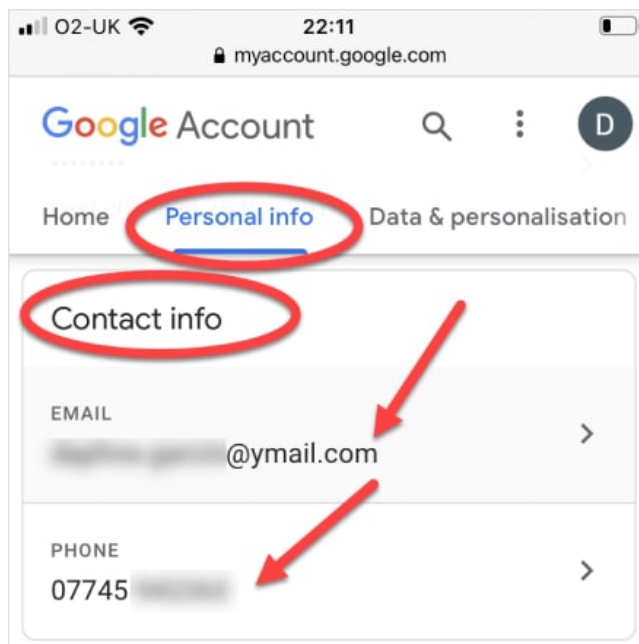 O2-UK 22:11
myaccount.google.com
Google Account D
Home Personal info Data & personalisation
Contact info
EMAIL
@ymail.com
PHONE
07745